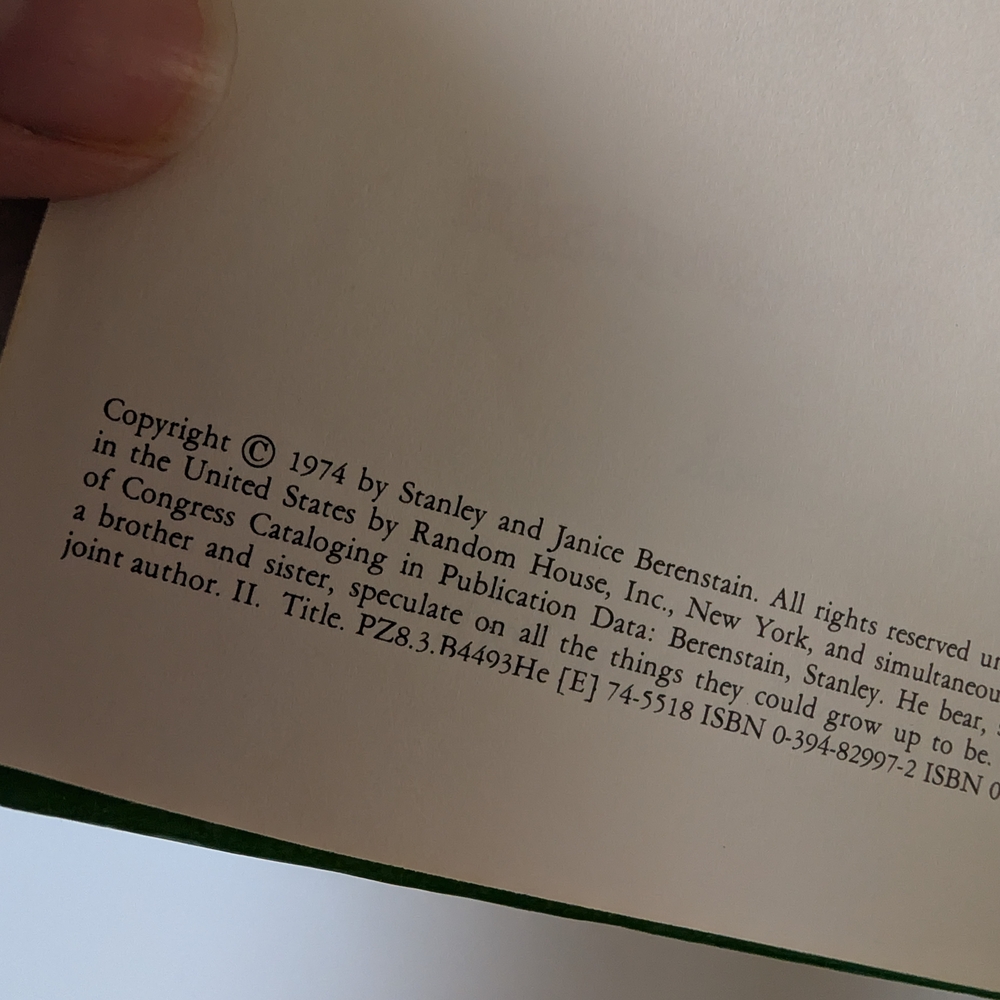 Copyright © 1974 by Stanley and Janice Berenstain. All rights reserved
in the United States by Random House, Inc., New York, and
of Congress Cataloging in Publication Data: Berenstain, Stanley. He bear,
a brother and sister, speculate on all the things they could grow up to be.
joint author. II. Title. PZ8.3.B4493He [E] 74-5518 ISBN 0-394-82997-2 ISBN 0